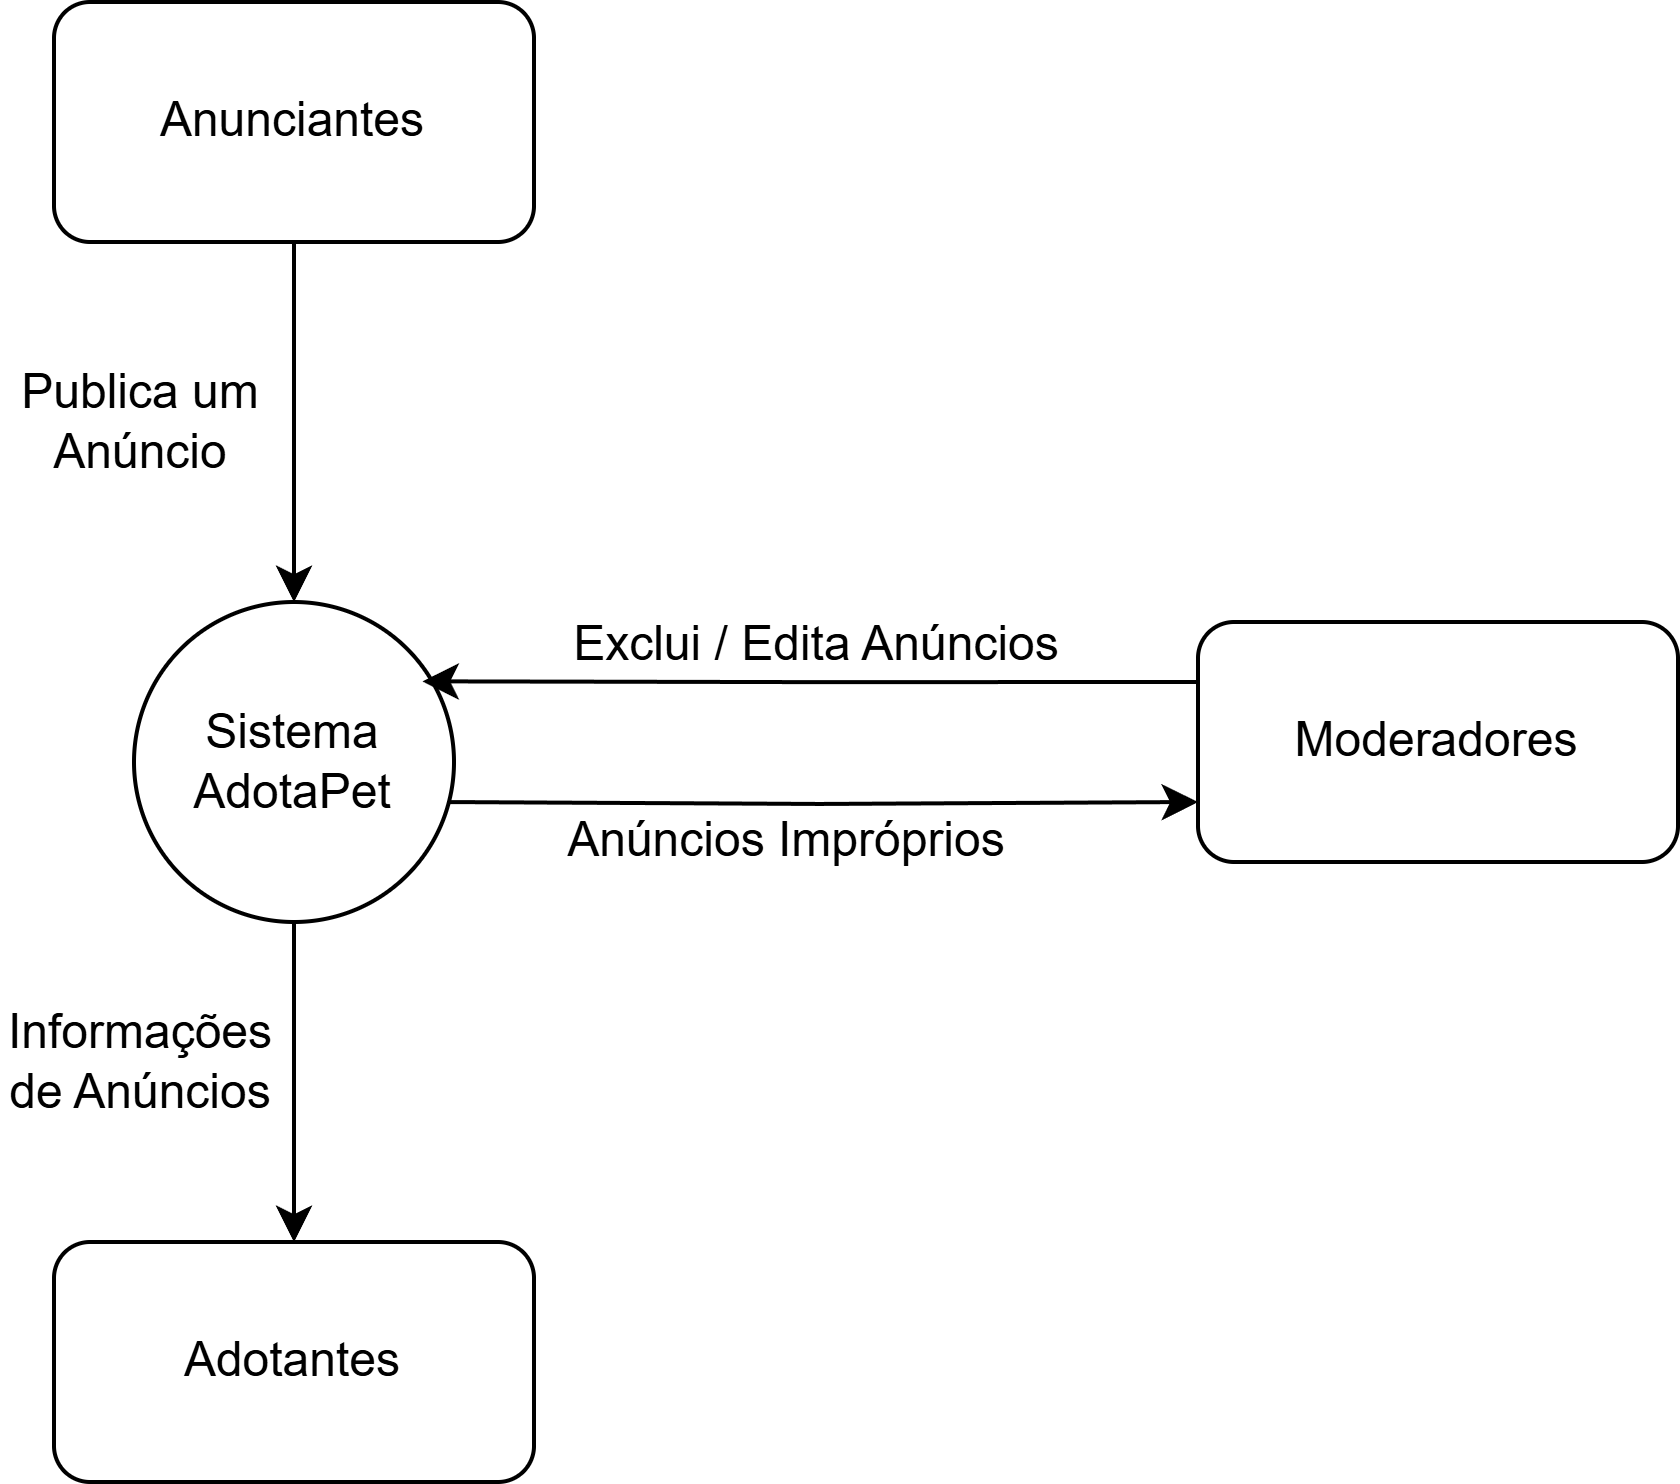 Anunciantes
Publica um
Anúncio
Exclui / Edita Anúncios
Sistema
AdotaPet
Moderadores
Anúncios Impróprios
Informações
de Anúncios
Adotantes